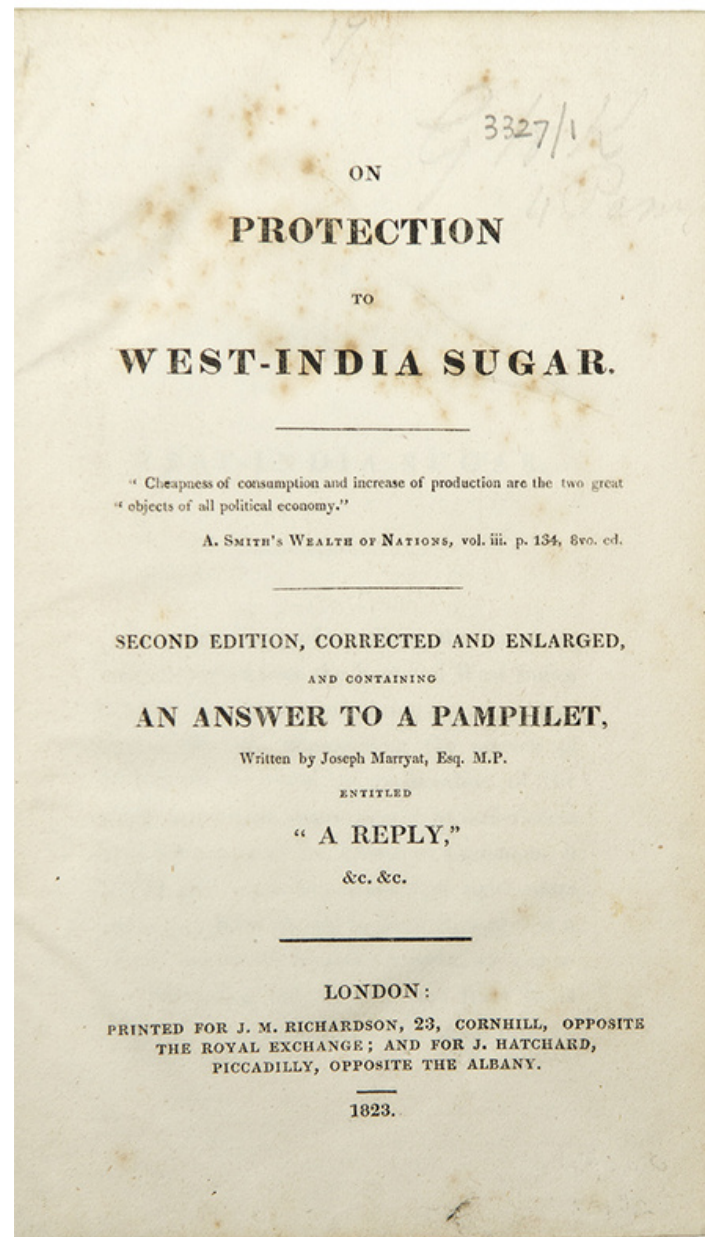 3327/1
ON
PROTECTION
TO
WEST-INDIA SUGAR.
“ Cheapness of consumption and increase of production are the two great
“ objects of all political economy.”
A. SMITH's WEALTH OF NATIONS, vol. iii. p. 134, 8vo. ed.
SECOND EDITION, CORRECTED AND ENLARGED,
AND CONTAINING
AN ANSWER TO A PAMPHLET,
Written by Joseph Marryat, Esq. M.P.
ENTITLED
“ A REPLY,”
&c. &c.
LONDON:
PRINTED FOR J. M. RICHARDSON, 23, CORNHILL, OPPOSITE
THE ROYAL EXCHANGE; AND FOR J. HATCHARD,
PICCADILLY, OPPOSITE THE ALBANY.
1823.